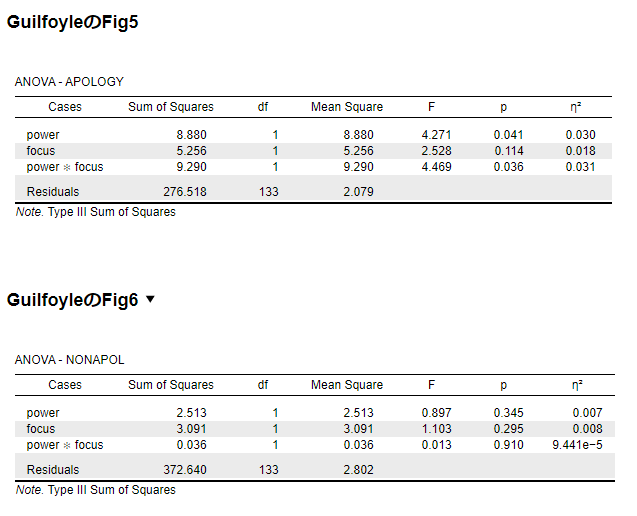 GuilfoyleのFig5
ANOVA - APOLOGY
Cases Sum of Squares df Mean Square F p η²
power 8.880 1 8.880 4.271 0.041 0.030
focus 5.256 1 5.256 2.528 0.114 0.018
power ∗ focus 9.290 1 9.290 4.469 0.036 0.031
Residuals 276.518 133 2.079
Note. Type III Sum of Squares
GuilfoyleのFig6 ▼
ANOVA - NONAPOL
Cases Sum of Squares df Mean Square F p η²
power 2.513 1 2.513 0.897 0.345 0.007
focus 3.091 1 3.091 1.103 0.295 0.008
power ∗ focus 0.036 1 0.036 0.013 0.910 9.441e−5
Residuals 372.640 133 2.802
Note. Type III Sum of Squares